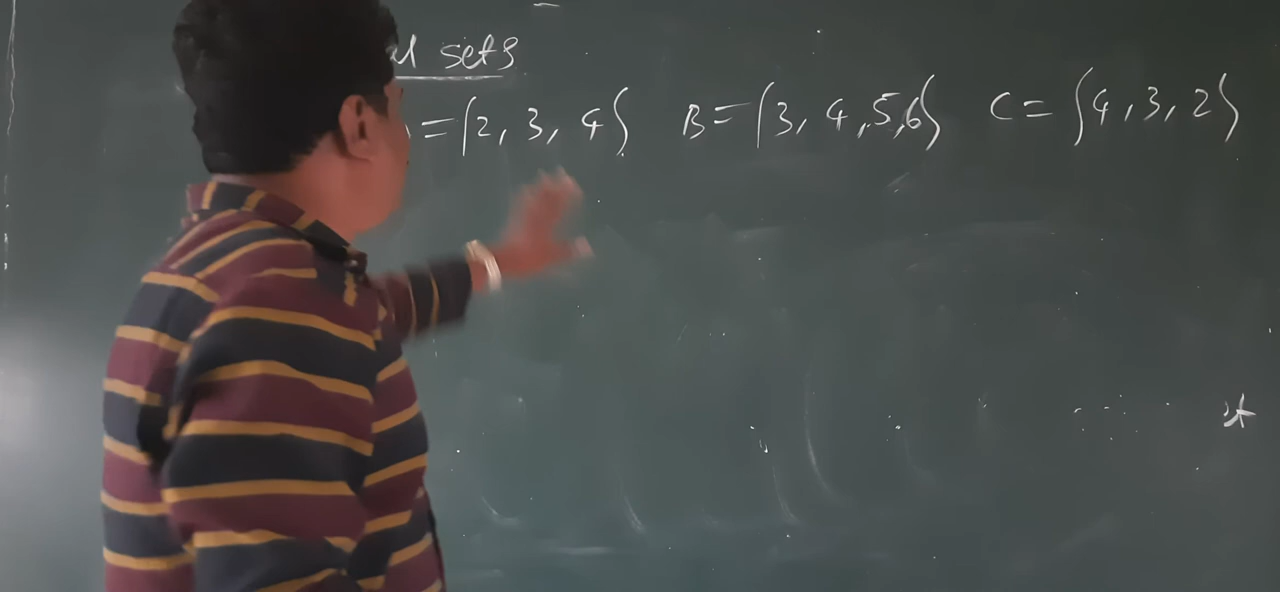 sets
= {2, 3, 4} B = {3, 4, 5, 6} C = {4, 3, 2}